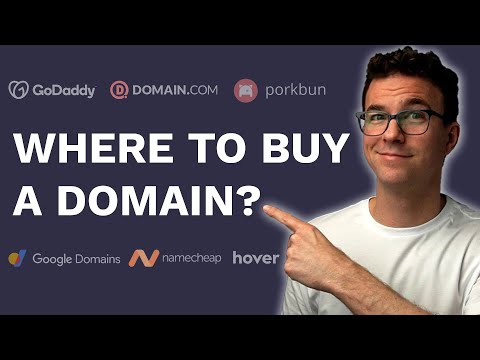 GoDaddy
DOMAIN.COM
porkbun
WHERE TO BUY
A DOMAIN?
Google Domains
namecheap
hover